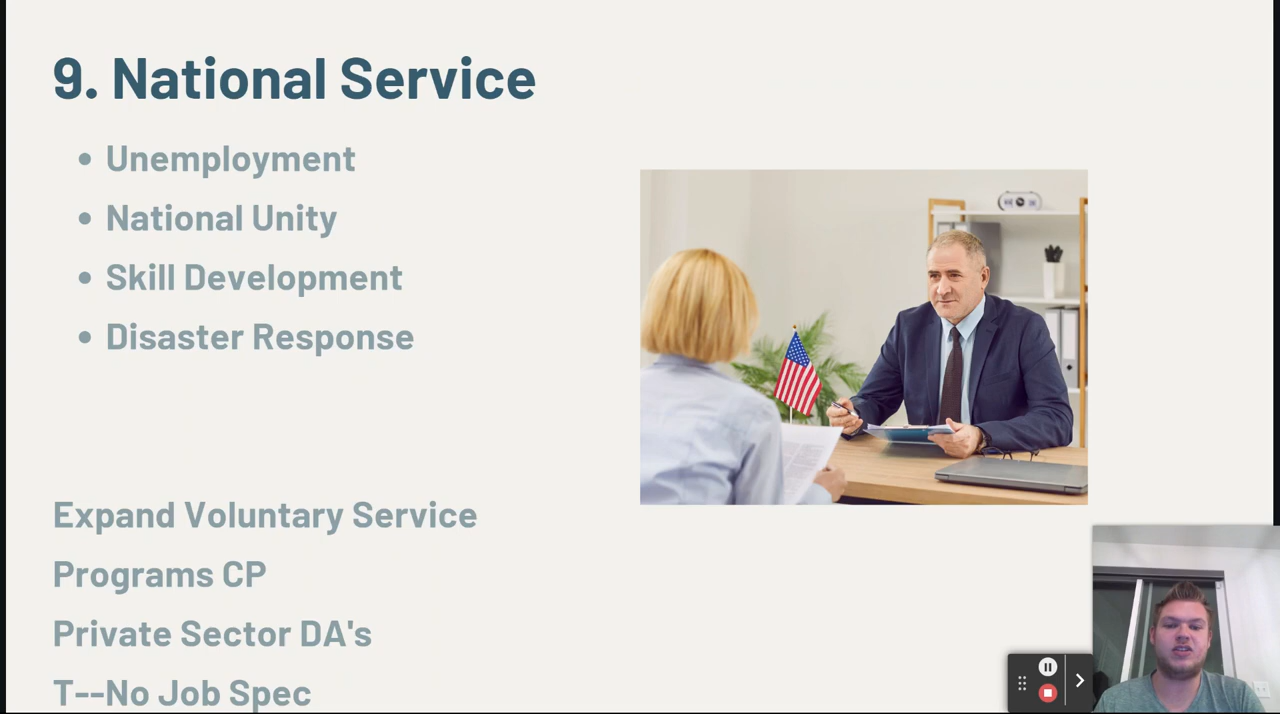 9. National Service
Unemployment
National Unity
Skill Development
Disaster Response
Expand Voluntary Service
Programs CP
Private Sector DA's
T--No Job Spec